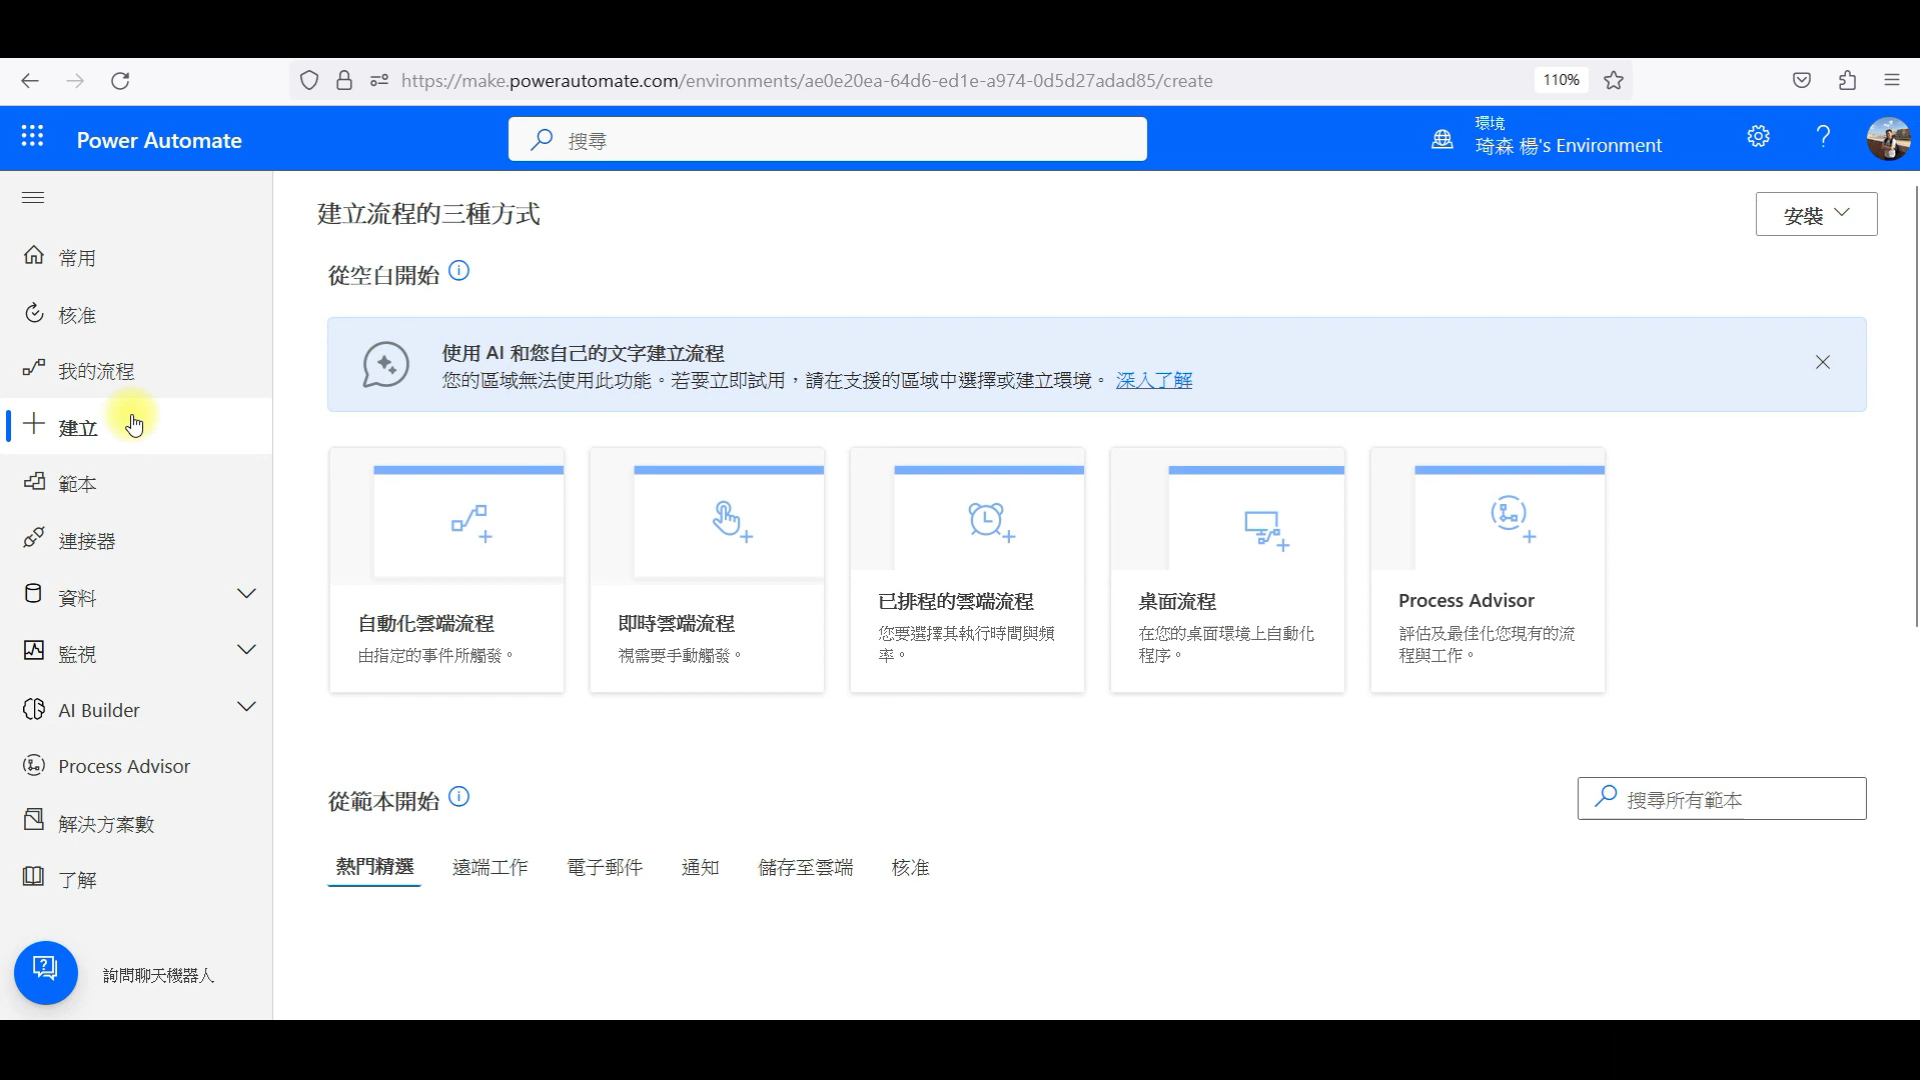 https://make.powerautomate.com/environments/ae0e20ea-64d6-ed1e-a974-0d5d27adad85/create
110%
Power Automate
搜尋
環境
琦森 楊's Environment
常用
核准
我的流程
建立
範本
連接器
資料
監視
AI Builder
Process Advisor
解決方案數
了解
詢問聊天機器人
建立流程的三種方式
安裝
從空白開始
使用 AI 和您自己的文字建立流程
您的區域無法使用此功能。若要立即試用，請在支援的區域中選擇或建立環境。 深入了解
自動化雲端流程
由指定的事件所觸發。
即時雲端流程
視需要手動觸發。
已排程的雲端流程
您要選擇其執行時間與頻
率。
桌面流程
在您的桌面環境上自動化
程序。
Process Advisor
評估及最佳化您現有的流
程與工作。
從範本開始
搜尋所有範本
熱門精選 遠端工作 電子郵件 通知 儲存至雲端 核准